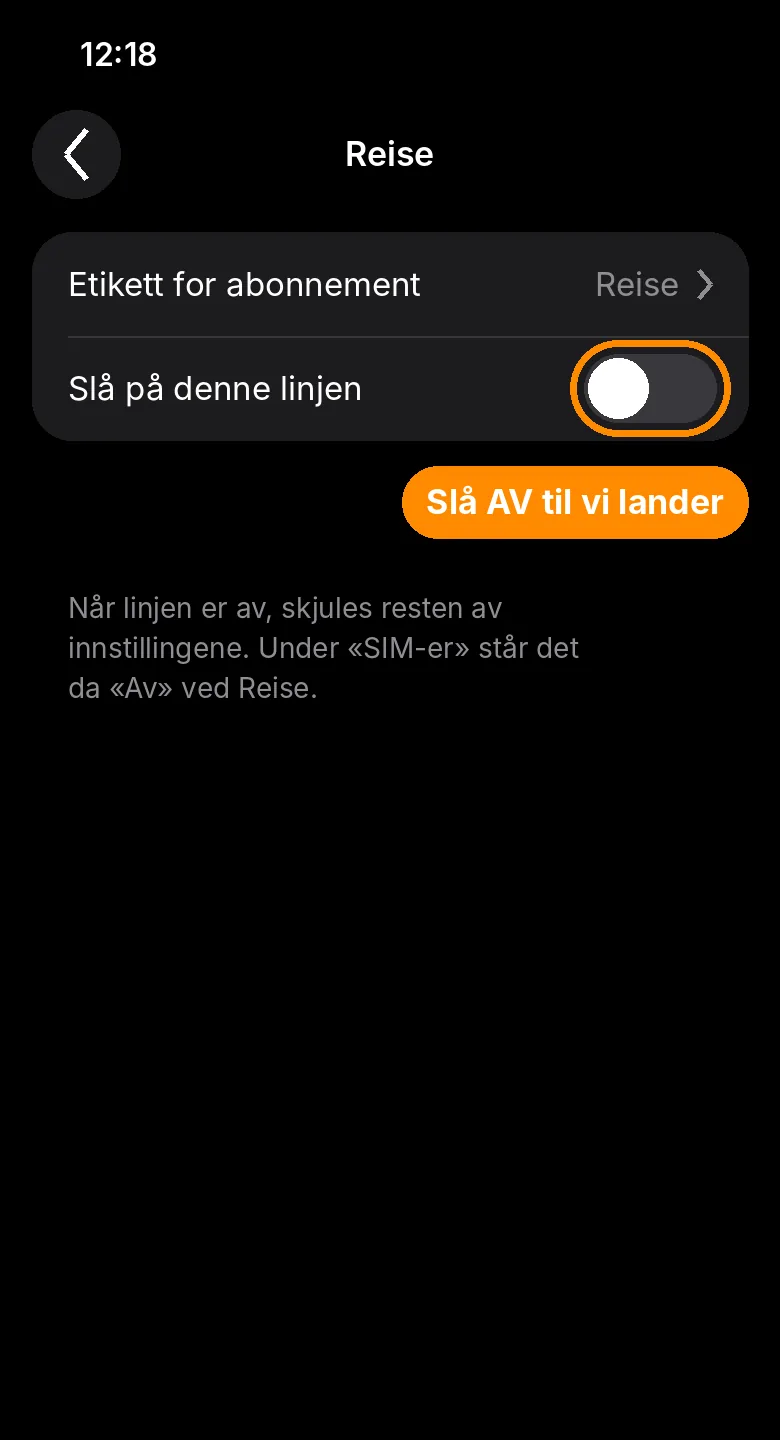 12:18
Reise
Etikett for abonnement Reise
Slå på denne linjen
Slå AV til vi lander
Når linjen er av, skjules resten av
innstillingene. Under «SIM-er» står det
da «Av» ved Reise.